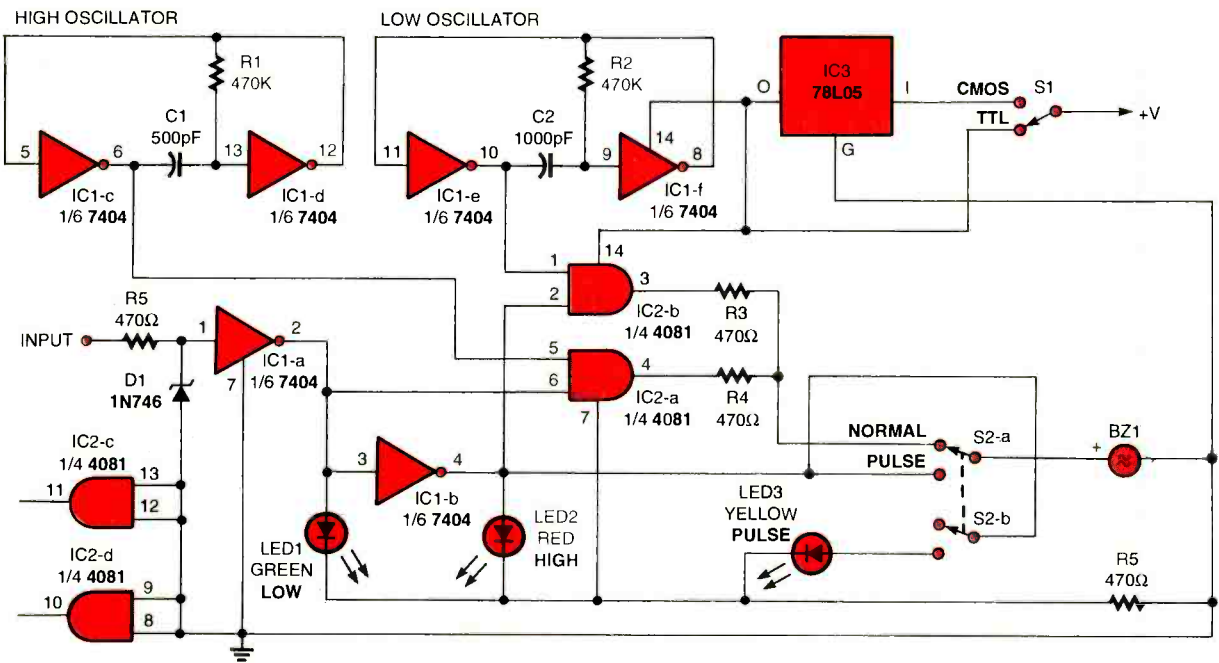 HIGH OSCILLATOR
LOW OSCILLATOR
R1
470K
C1
500pF
5
6
13
12
IC1-c
1/6 7404
IC1-d
1/6 7404
R2
470K
C2
1000pF
11
10
9
14
8
IC1-e
1/6 7404
IC1-f
1/6 7404
O
IC3
78L05
I
G
CMOS
TTL
S1
+V
1
2
14
3
IC2-b
1/4 4081
R3
470Ω
5
6
7
4
IC2-a
1/4 4081
R4
470Ω
R5
470Ω
INPUT
1
2
7
IC1-a
1/6 7404
D1
1N746
IC2-c
1/4 4081
11
13
12
IC2-d
1/4 4081
10
9
8
3
4
IC1-b
1/6 7404
LED1
GREEN
LOW
LED2
RED
HIGH
LED3
YELLOW
PULSE
NORMAL
PULSE
S2-a
S2-b
+
BZ1
R5
470Ω